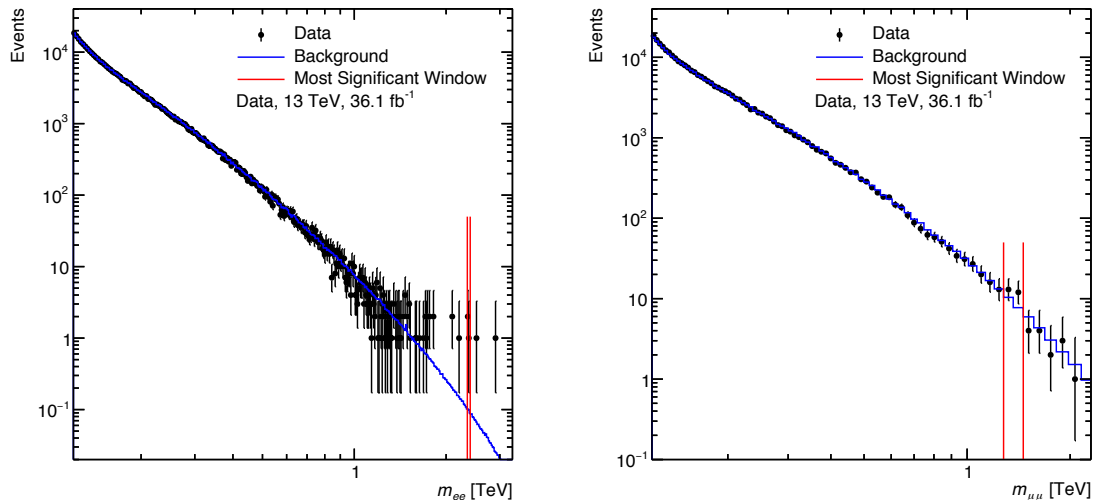 Events
10⁴
10³
10²
10
1
10⁻¹
Data
Background
Most Significant Window
Data, 13 TeV, 36.1 fb⁻¹
1
m_ee [TeV]
Events
10⁴
10³
10²
10
1
10⁻¹
Data
Background
Most Significant Window
Data, 13 TeV, 36.1 fb⁻¹
1
m_μμ [TeV]